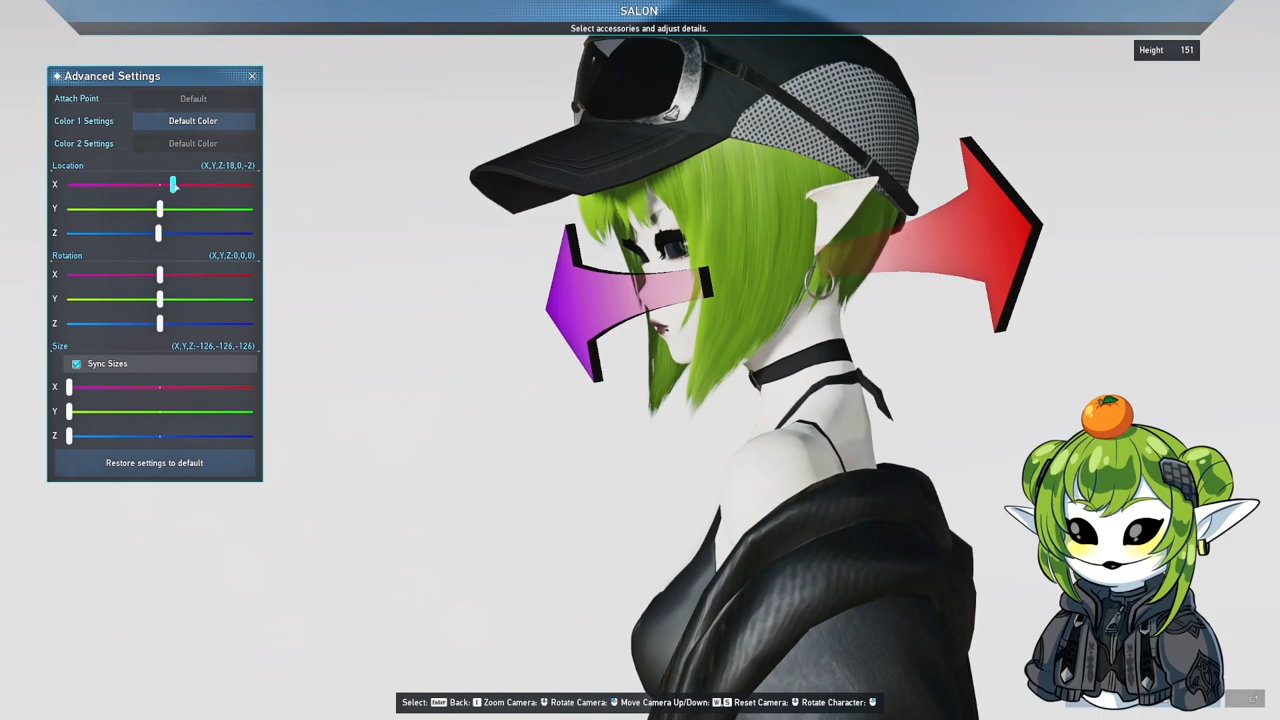 SALON
Select accessories and adjust details.
Height 151
Advanced Settings
Attach Point Default
Color 1 Settings Default Color
Color 2 Settings Default Color
Location (X,Y,Z:18,0,-2)
X
Y
Z
Rotation (X,Y,Z:0,0,0)
X
Y
Z
Size (X,Y,Z:-126,-126,-126)
Sync Sizes
X
Y
Z
Restore settings to default
Select: Enter Back: E Zoom Camera: Rotate Camera: Move Camera Up/Down: W,S Reset Camera: Rotate Character: